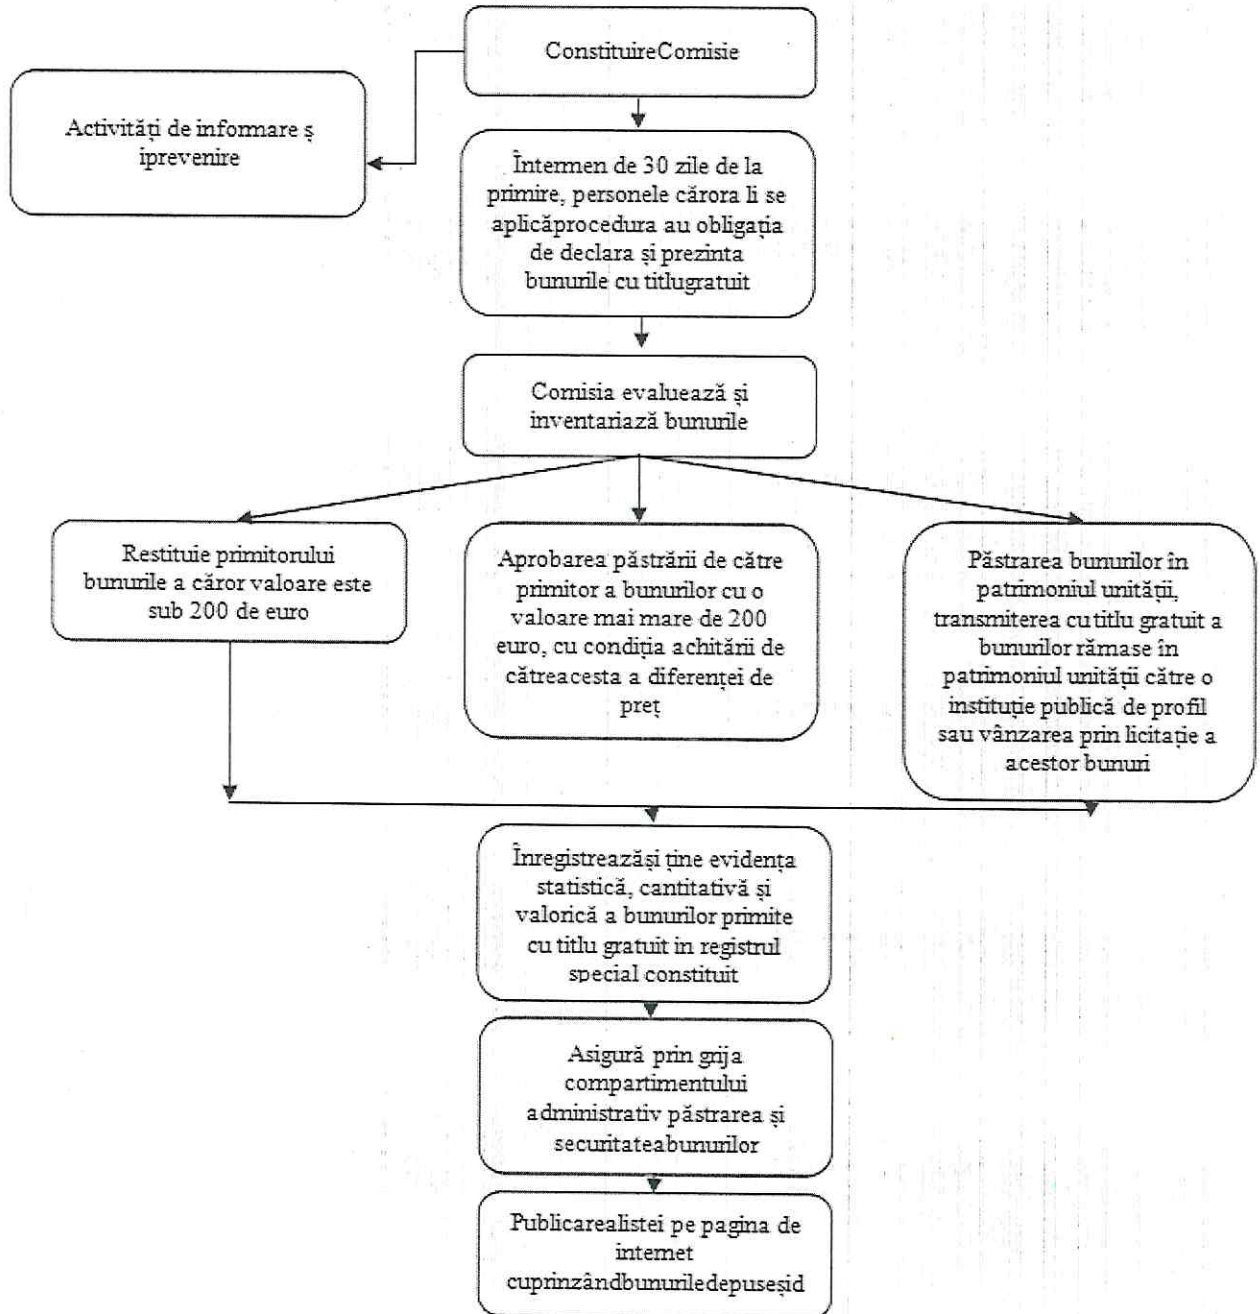 ConstituireComisie
Activități de informare ș
iprevenire
Întermen de 30 zile de la
primire, personele cărora li se
aplicăprocedura au obligația
de declara și prezinta
bunurile cu titlugratuit
Comisia evaluează și
inventariază bunurile
Restituie primitorului
bunurile a căror valoare este
sub 200 de euro
Aprobarea păstrării de către
primitor a bunurilor cu o
valoare mai mare de 200
euro, cu condiția achitării de
cătreacesta a diferenței de
preț
Păstrarea bunurilor în
patrimoniul unității,
transmiterea cu titlu gratuit a
bunurilor rămase în
patrimoniul unității către o
instituție publică de profil
sau vânzarea prin licitație a
acestor bunuri
Înregistreazăși ține evidența
statistică, cantitativă și
valorică a bunurilor primite
cu titlu gratuit in registrul
special constituit
Asigură prin grija
compartimentului
administrativ păstrarea și
securitateabunurilor
Publicarealistei pe pagina de
internet
cuprinzândbunuriledepuseșid